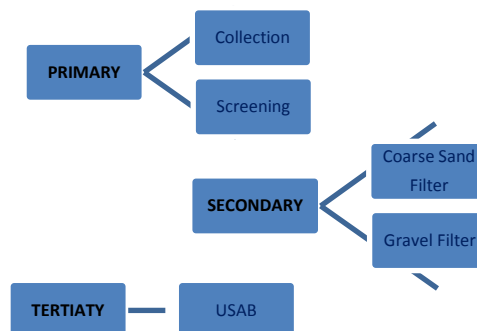 Collection
PRIMARY
Screening
Coarse Sand
Filter
SECONDARY
Gravel Filter
TERTIATY
USAB